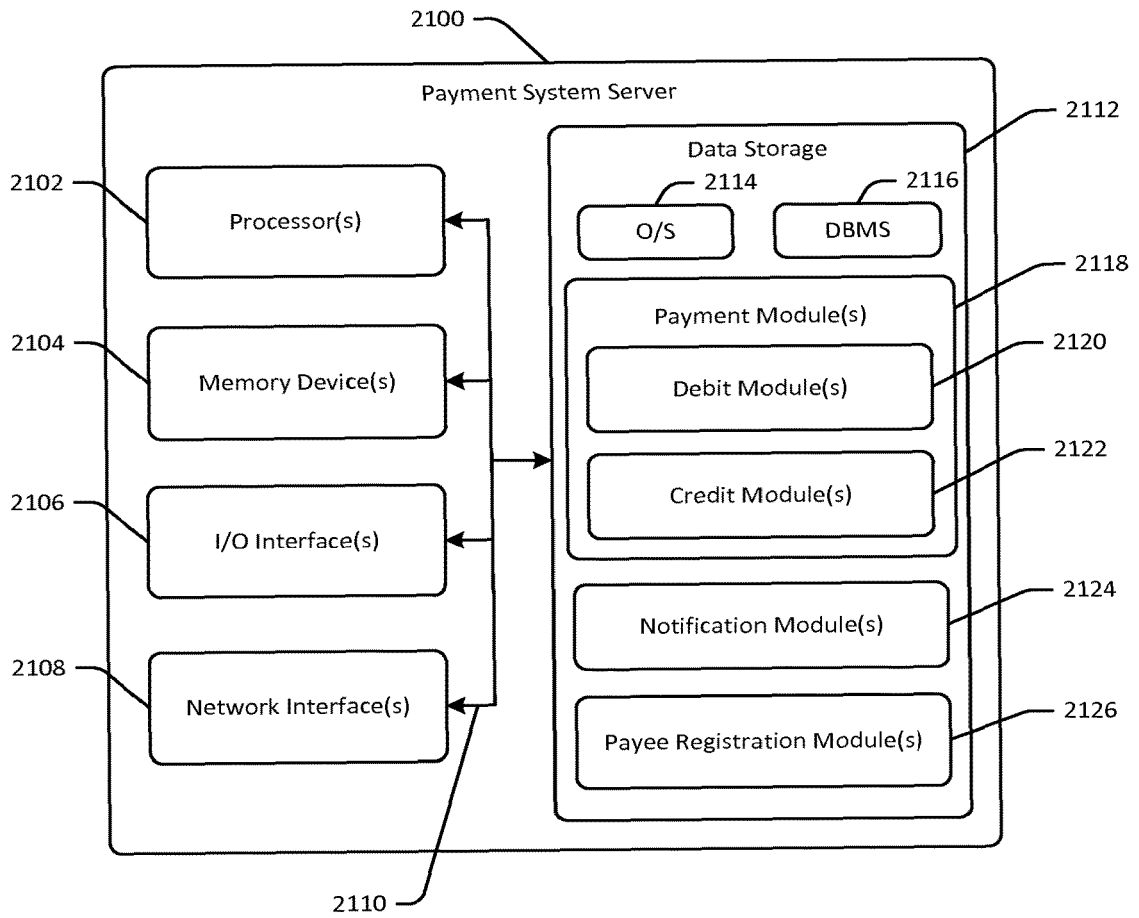 2100
Payment System Server
2112
Data Storage
2102
2114
2116
Processor(s)
O/S
DBMS
2118
Payment Module(s)
2104
2120
Memory Device(s)
Debit Module(s)
2122
2106
Credit Module(s)
I/O Interface(s)
2124
Notification Module(s)
2108
Network Interface(s)
2126
Payee Registration Module(s)
2110